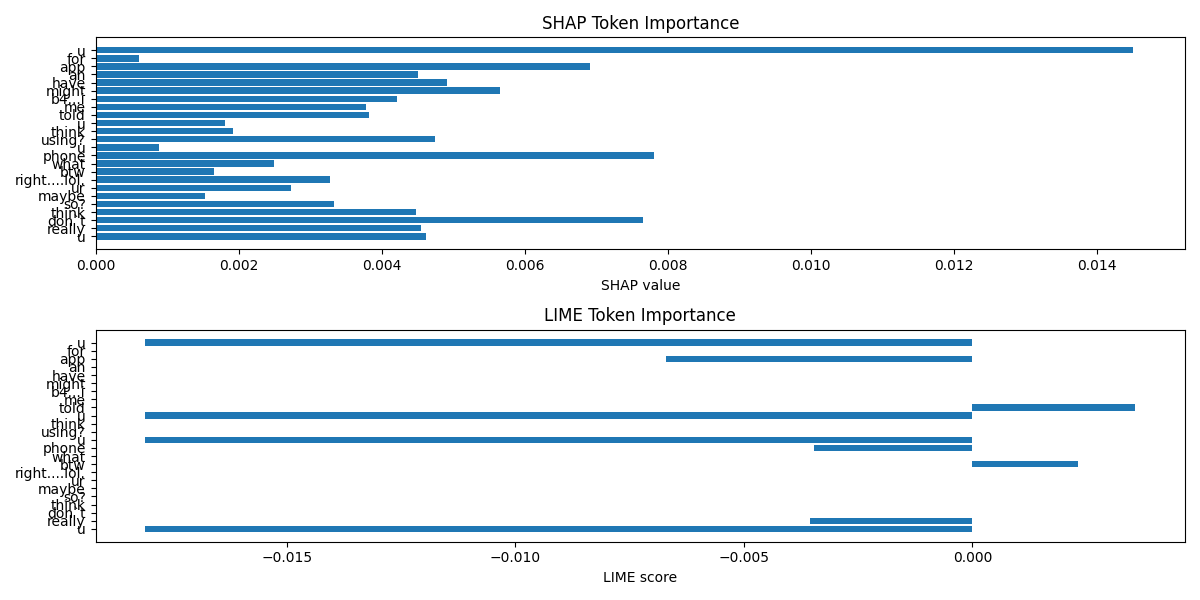 SHAP Token Importance
u
for
app
an
have
might
b4...I
me
told
u
think
using?
u
phone
what
btw
right....lol.
ur
maybe
so?
think
don't
really
u
0.000 0.002 0.004 0.006 0.008 0.010 0.012 0.014
SHAP value
LIME Token Importance
u
for
app
an
have
might
b4...I
me
told
u
think
using?
u
phone
what
btw
right....lol.
ur
maybe
so?
think
don't
really
u
−0.015 −0.010 −0.005 0.000
LIME score